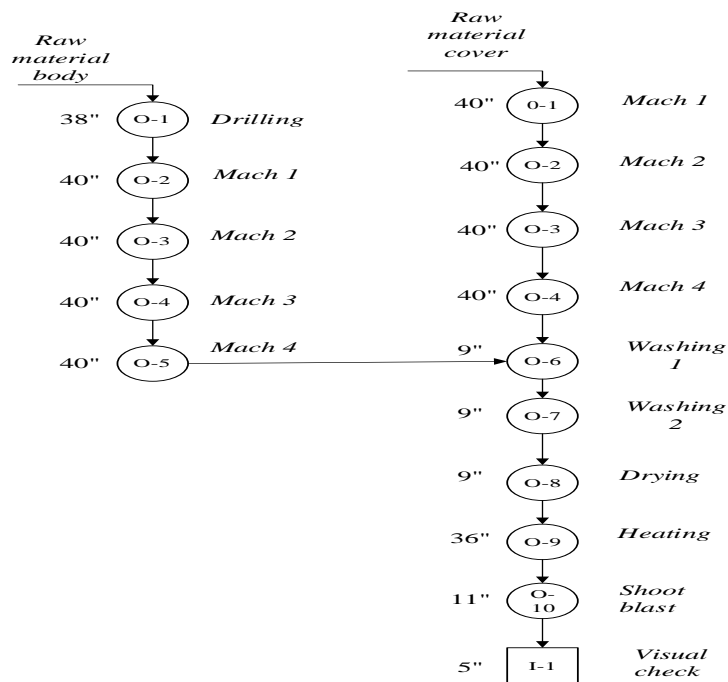 Raw
material
body
38" O-1 Drilling
40" O-2 Mach 1
40" O-3 Mach 2
40" O-4 Mach 3
40" O-5 Mach 4
Raw
material
cover
40" 0-1 Mach 1
40" O-2 Mach 2
40" O-3 Mach 3
40" O-4 Mach 4
9" O-6 Washing
1
9" O-7 Washing
2
9" O-8 Drying
36" O-9 Heating
11" O-
10
Shoot
blast
5" I-1 Visual
check